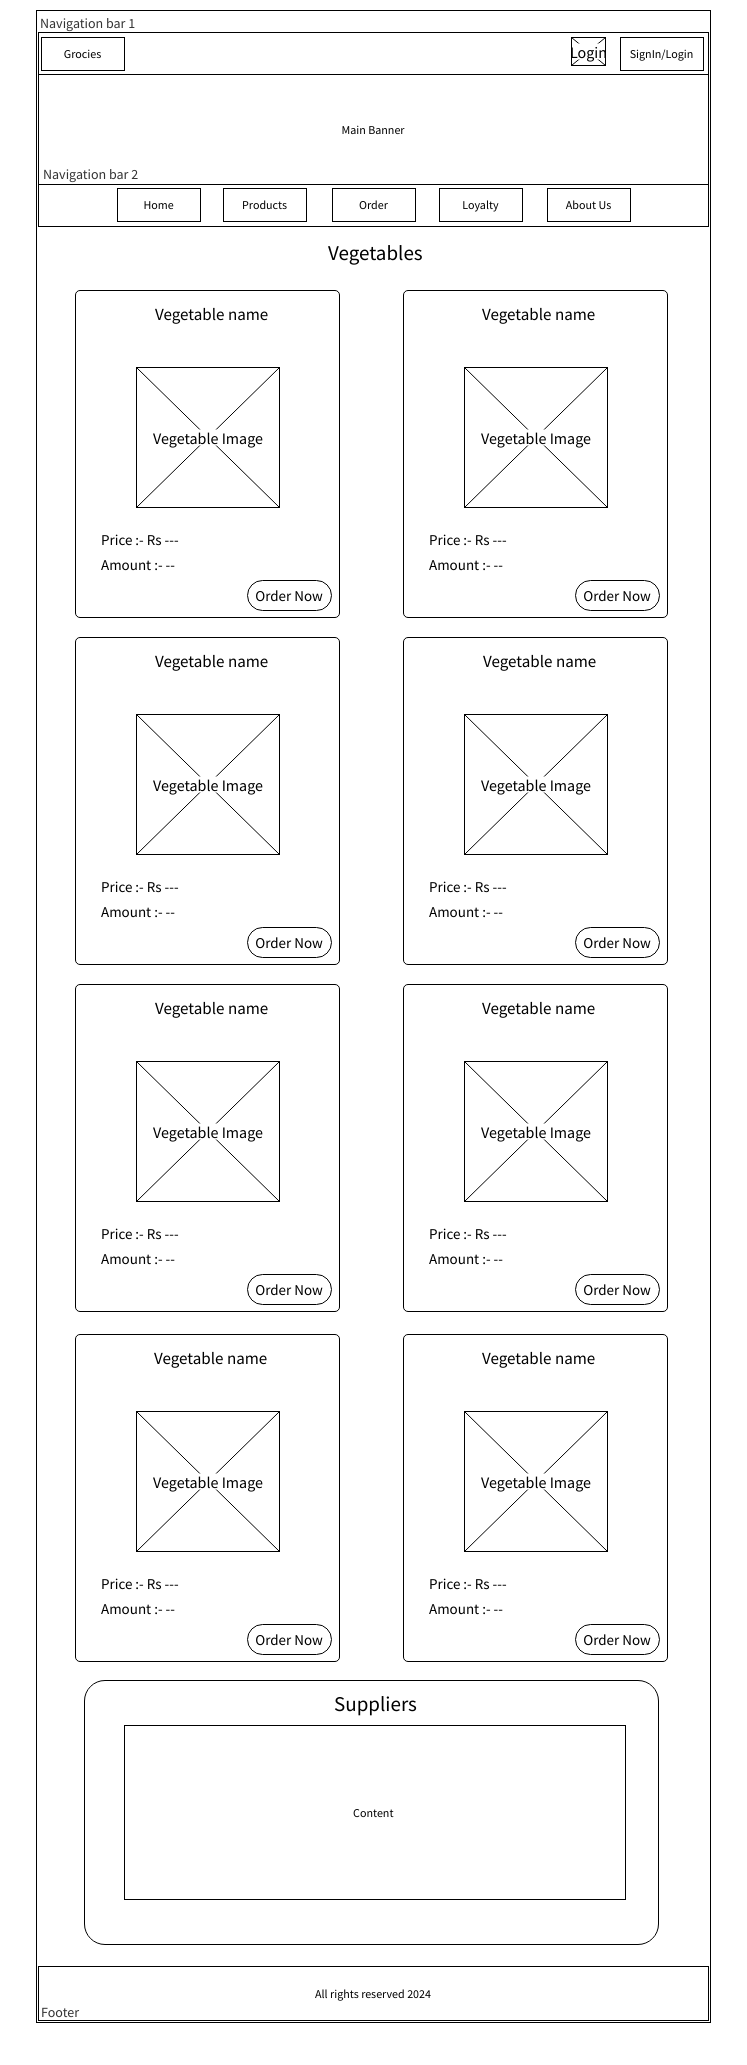 Navigation bar 1
Grocies
Login
SignIn/Login
Main Banner
Navigation bar 2
Home
Products
Order
Loyalty
About Us
Vegetables
Vegetable name
Vegetable Image
Price :- Rs ---
Amount :- --
Order Now
Vegetable name
Vegetable Image
Price :- Rs ---
Amount :- --
Order Now
Vegetable name
Vegetable Image
Price :- Rs ---
Amount :- --
Order Now
Vegetable name
Vegetable Image
Price :- Rs ---
Amount :- --
Order Now
Vegetable name
Vegetable Image
Price :- Rs ---
Amount :- --
Order Now
Vegetable name
Vegetable Image
Price :- Rs ---
Amount :- --
Order Now
Vegetable name
Vegetable Image
Price :- Rs ---
Amount :- --
Order Now
Vegetable name
Vegetable Image
Price :- Rs ---
Amount :- --
Order Now
Suppliers
Content
All rights reserved 2024
Footer